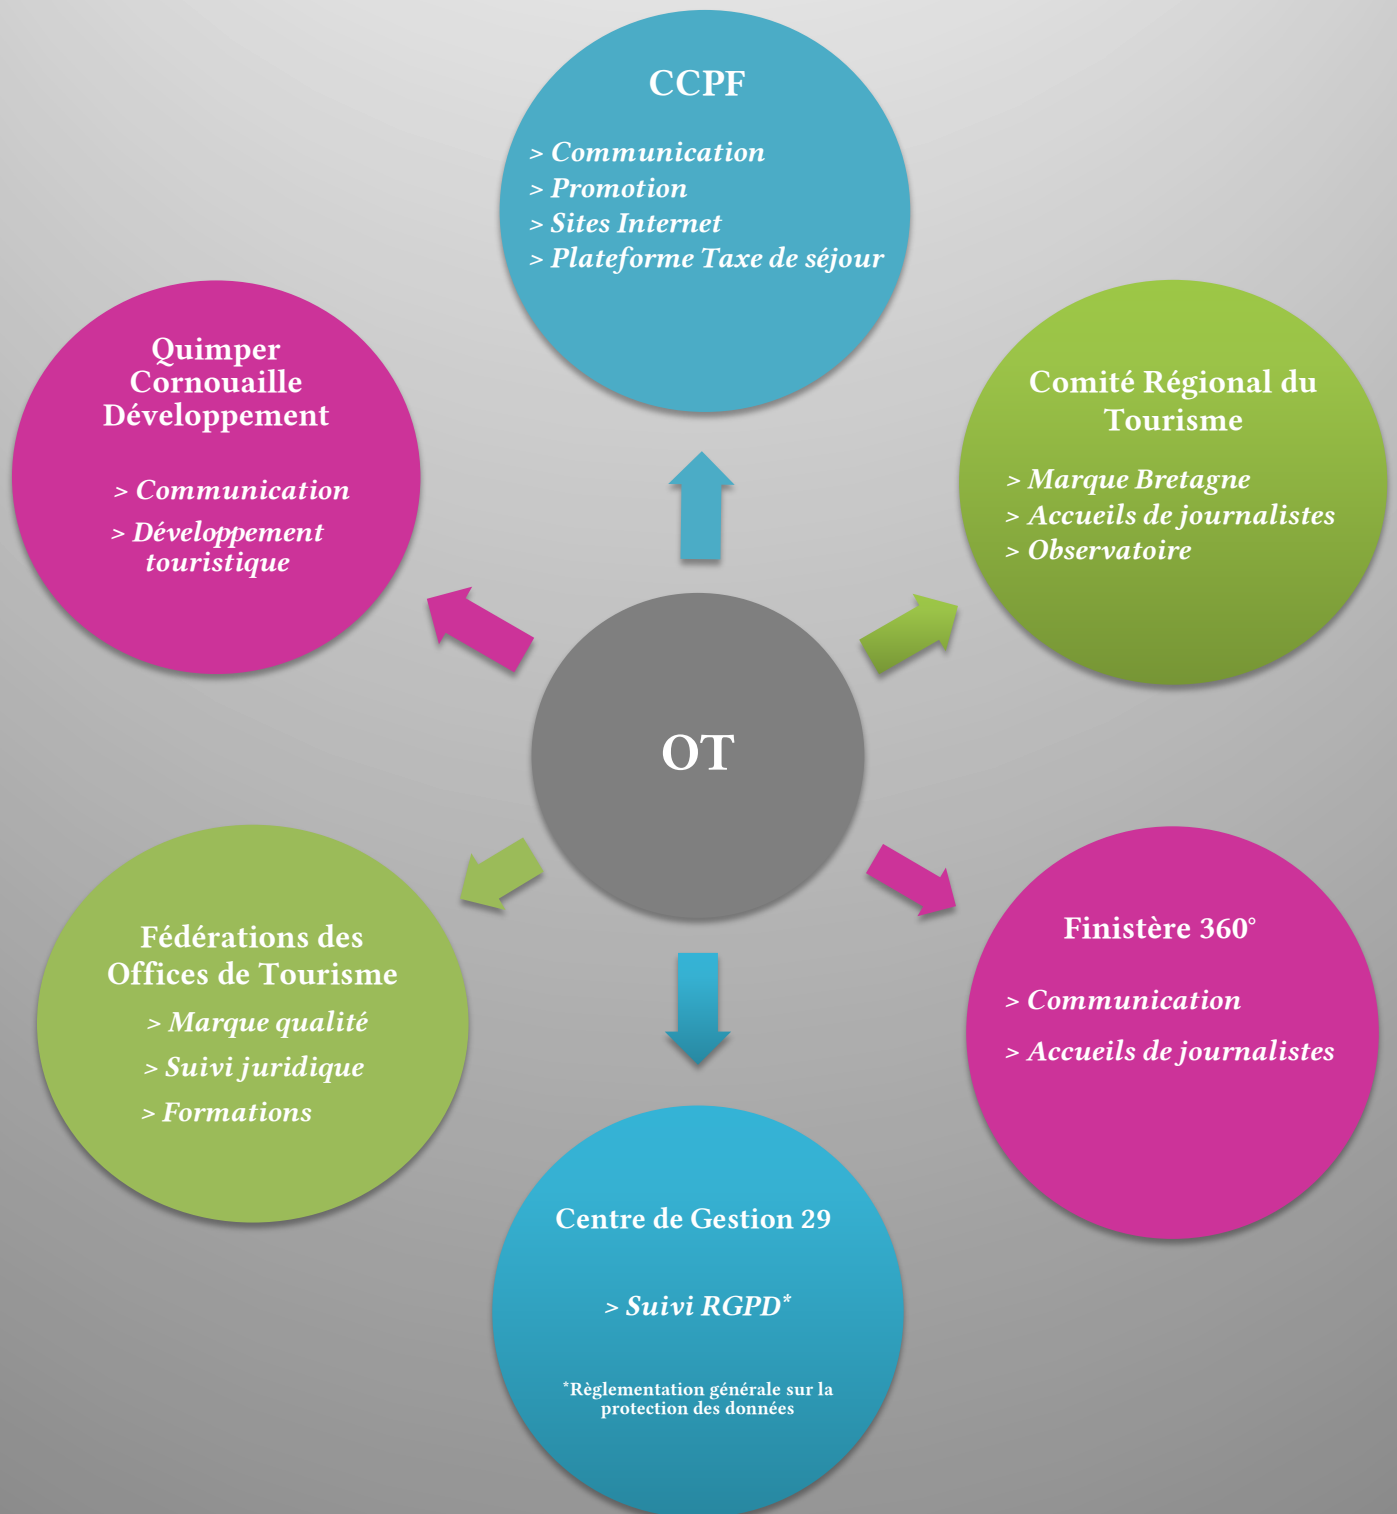 CCPF
> Communication
> Promotion
> Sites Internet
> Plateforme Taxe de séjour
Quimper
Cornouaille
Développement
> Communication
> Développement
touristique
Comité Régional du
Tourisme
> Marque Bretagne
> Accueils de journalistes
> Observatoire
OT
Fédérations des
Offices de Tourisme
> Marque qualité
> Suivi juridique
> Formations
Finistère 360°
> Communication
> Accueils de journalistes
Centre de Gestion 29
> Suivi RGPD*
*Règlementation générale sur la
protection des données